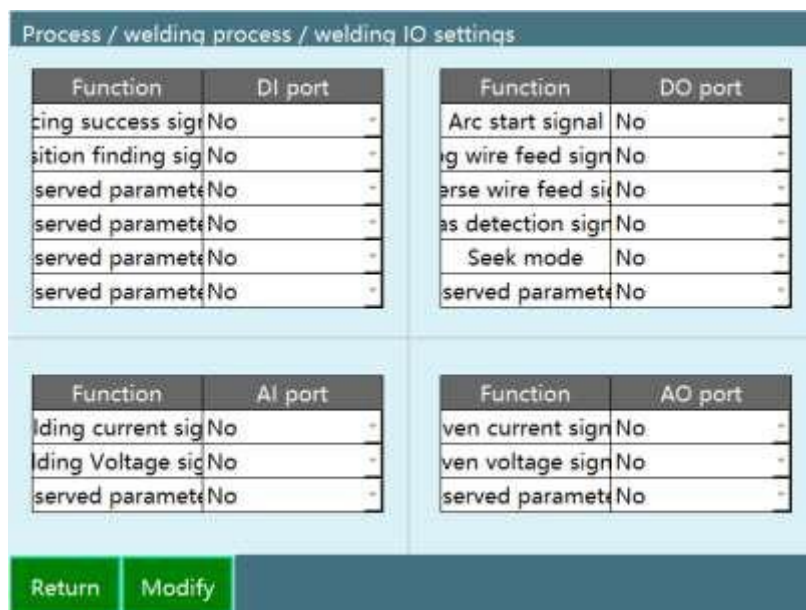 Process / welding process / welding IO settings
Function DI port
cing success sigr No
sition finding sig No
served paramete No
served paramete No
served paramete No
served paramete No
Function DO port
Arc start signal No
g wire feed sign No
erse wire feed sig No
as detection sign No
Seek mode No
served paramete No
Function AI port
lding current sig No
lding Voltage sig No
served paramete No
Function AO port
ven current sign No
ven voltage sign No
served paramete No
Return Modify